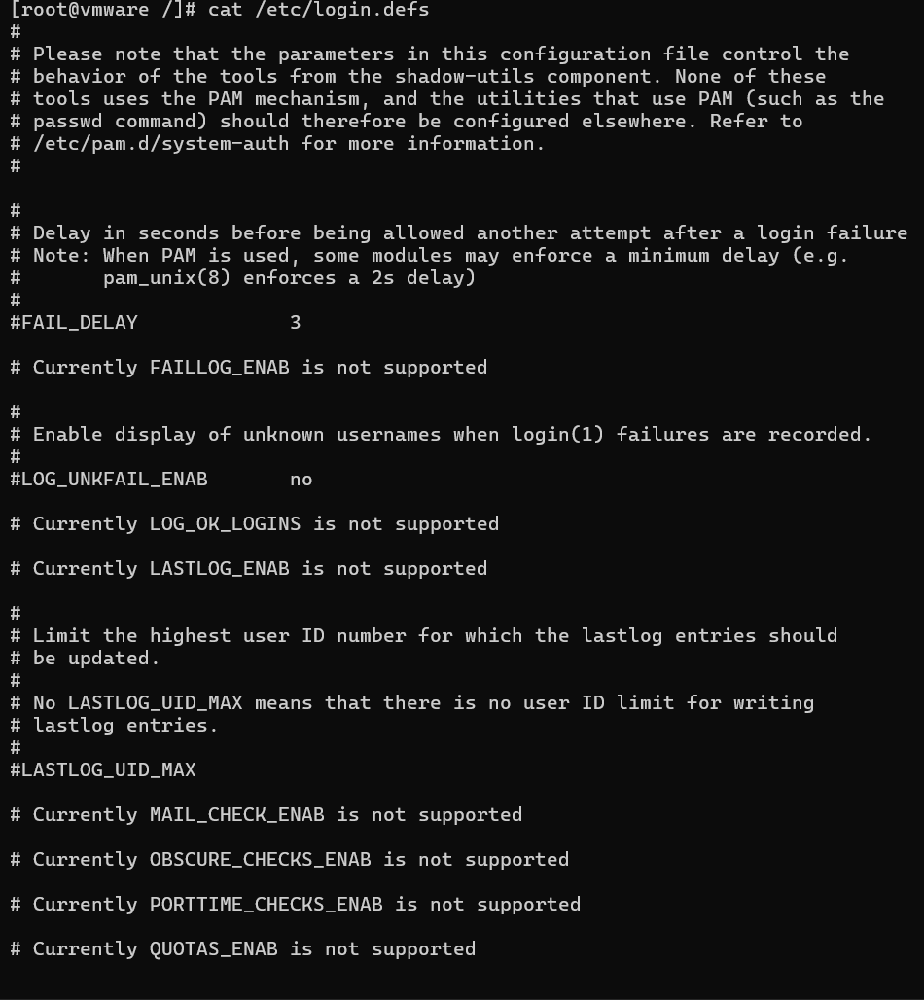 [root@vmware /]# cat /etc/login.defs
#
# Please note that the parameters in this configuration file control the
# behavior of the tools from the shadow-utils component. None of these
# tools uses the PAM mechanism, and the utilities that use PAM (such as the
# passwd command) should therefore be configured elsewhere. Refer to
# /etc/pam.d/system-auth for more information.
#

#
# Delay in seconds before being allowed another attempt after a login failure
# Note: When PAM is used, some modules may enforce a minimum delay (e.g.
#       pam_unix(8) enforces a 2s delay)
#
#FAIL_DELAY             3

# Currently FAILLOG_ENAB is not supported

#
# Enable display of unknown usernames when login(1) failures are recorded.
#
#LOG_UNKFAIL_ENAB       no

# Currently LOG_OK_LOGINS is not supported

# Currently LASTLOG_ENAB is not supported

#
# Limit the highest user ID number for which the lastlog entries should
# be updated.
#
# No LASTLOG_UID_MAX means that there is no user ID limit for writing
# lastlog entries.
#
#LASTLOG_UID_MAX

# Currently MAIL_CHECK_ENAB is not supported

# Currently OBSCURE_CHECKS_ENAB is not supported

# Currently PORTTIME_CHECKS_ENAB is not supported

# Currently QUOTAS_ENAB is not supported